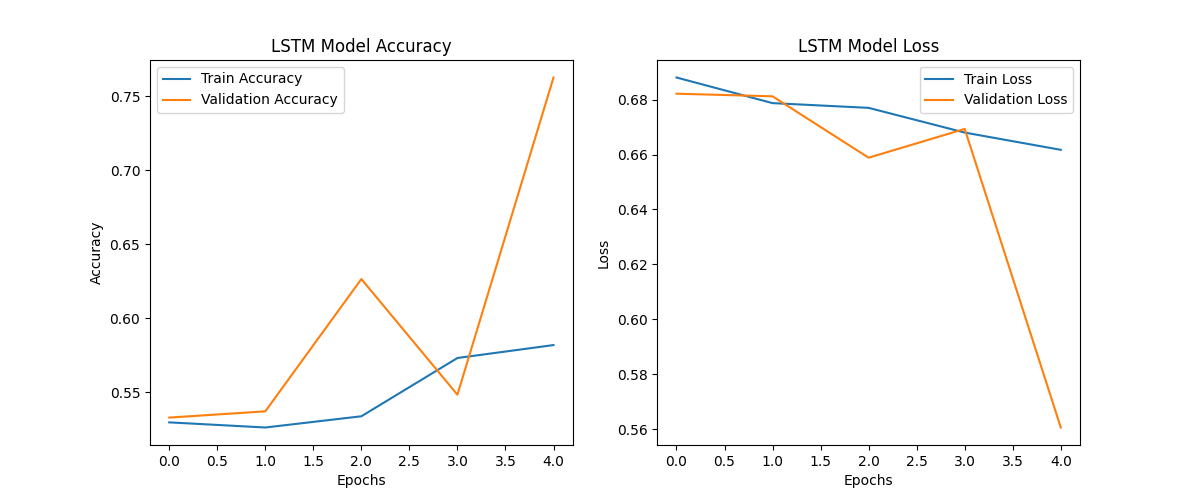 LSTM Model Accuracy
Train Accuracy
Validation Accuracy
0.75
0.70
0.65
0.60
0.55
Accuracy
0.0 0.5 1.0 1.5 2.0 2.5 3.0 3.5 4.0
Epochs
LSTM Model Loss
Train Loss
Validation Loss
0.68
0.66
0.64
0.62
0.60
0.58
0.56
Loss
0.0 0.5 1.0 1.5 2.0 2.5 3.0 3.5 4.0
Epochs